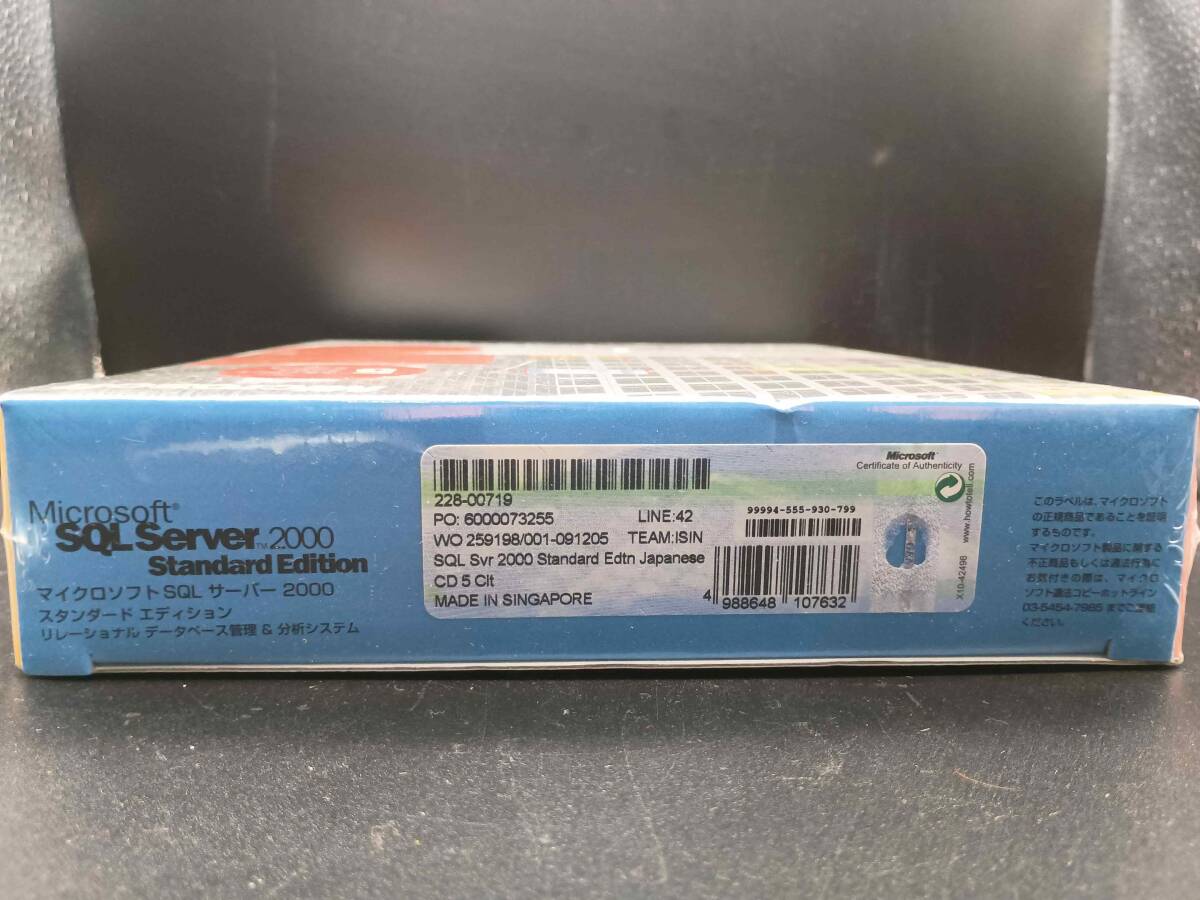 Microsoft®
SQL Server™ 2000
Standard Edition
マイクロソフト SQL サーバー 2000
スタンダード エディション
リレーショナル データベース管理 & 分析システム
228-00719
PO: 6000073255 LINE:42
WO 259198/001-091205 TEAM:ISIN
SQL Svr 2000 Standard Edtn Japanese
CD 5 Clt
MADE IN SINGAPORE
Microsoft®
Certificate of Authenticity
99994-555-930-799
4 988648 107632
www.howtotell.com
X10-42498
このラベルは、マイクロソフト
の正規商品であることを証明
するものです。
マイクロソフト製品に関する
不正商品もしくは違法行為に
お気付きの際は、マイクロ
ソフト違法コピーホットライン
03-5454-7985 までご連絡
ください。